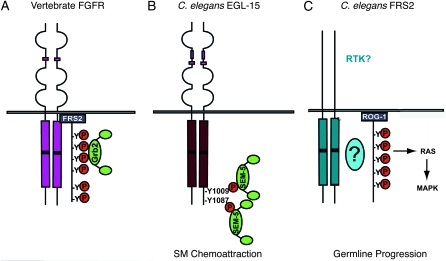 A Vertebrate FGFR
FRS2
-Y P
-Y P
-Y P
-Y P
-Y P
Grb2
B C. elegans EGL-15
-Y1009 P
-Y1087 P
SEM-5
SEM-5
SM Chemoattraction
C C. elegans FRS2
RTK?
ROG-1
?
-Y P
-Y P
-Y P
-Y P
-Y P
RAS
MAPK
Germline Progression